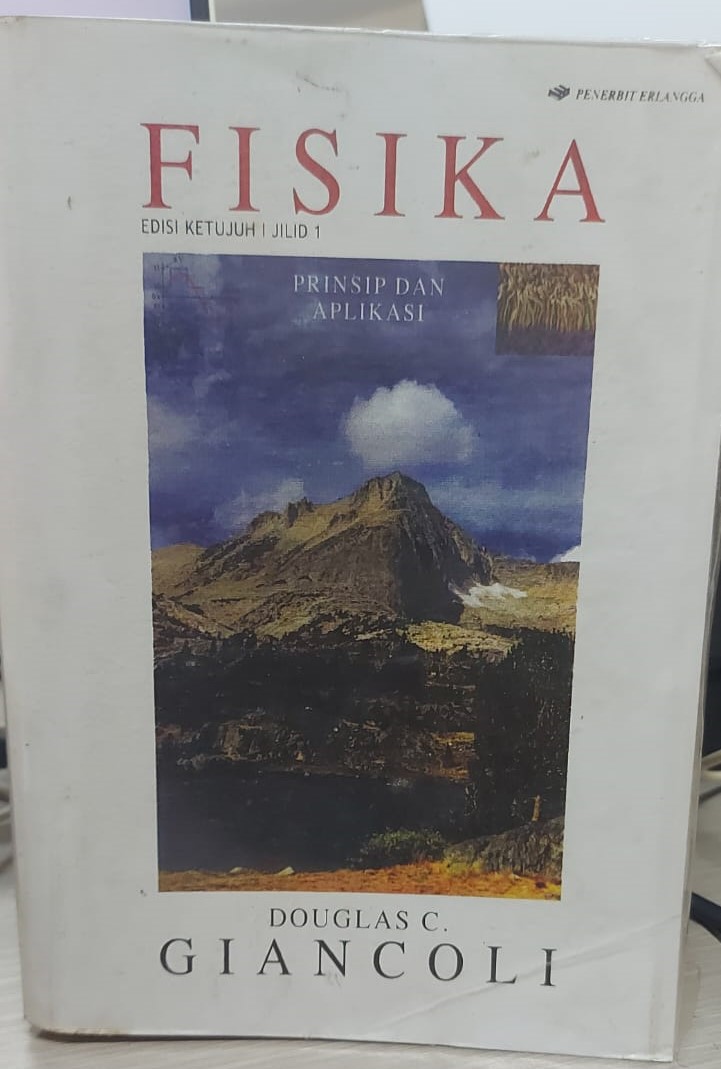 PENERBIT ERLANGGA
FISIKA
EDISI KETUJUH | JILID 1
PRINSIP DAN
APLIKASI
DOUGLAS C.
GIANCOLI